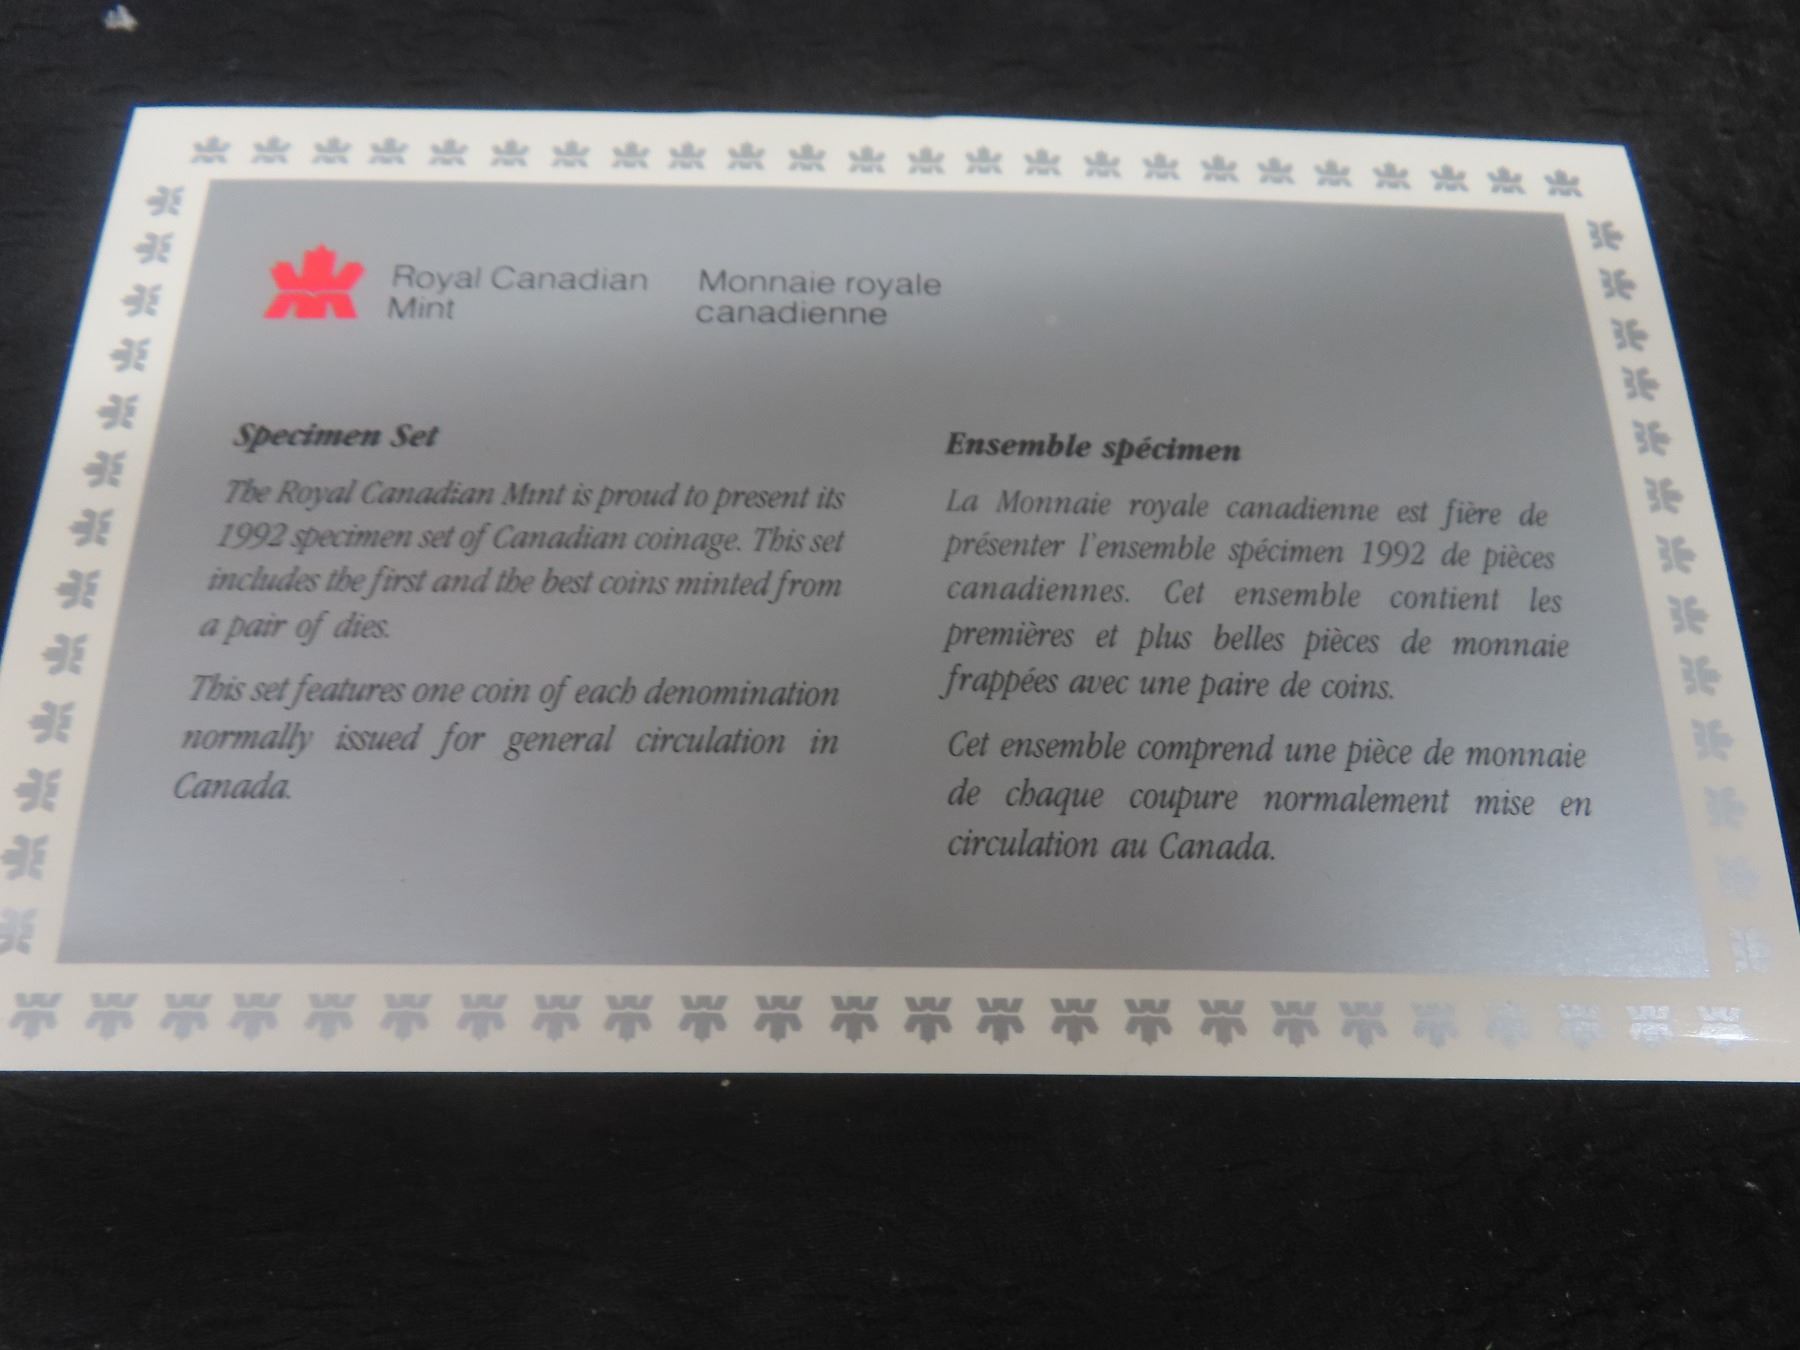 Royal Canadian
Mint
Monnaie royale
canadienne
Specimen Set
The Royal Canadian Mint is proud to present its
1992 specimen set of Canadian coinage. This set
includes the first and the best coins minted from
a pair of dies.
This set features one coin of each denomination
normally issued for general circulation in
Canada.
Ensemble spécimen
La Monnaie royale canadienne est fière de
présenter l'ensemble spécimen 1992 de pièces
canadiennes. Cet ensemble contient les
premières et plus belles pièces de monnaie
frappées avec une paire de coins.
Cet ensemble comprend une pièce de monnaie
de chaque coupure normalement mise en
circulation au Canada.